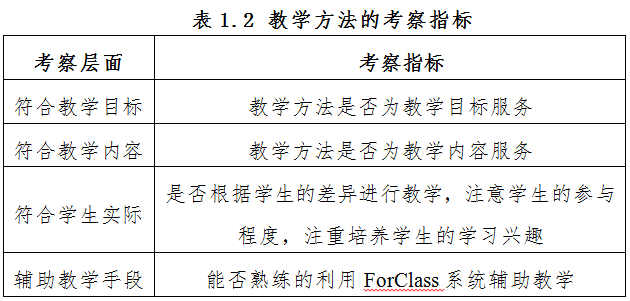 表 1.2 教学方法的考察指标
考察层面 考察指标
符合教学目标 教学方法是否为教学目标服务
符合教学内容 教学方法是否为教学内容服务
符合学生实际 是否根据学生的差异进行教学，注意学生的参与
程度，注重培养学生的学习兴趣
辅助教学手段 能否熟练的利用 ForClass 系统辅助教学